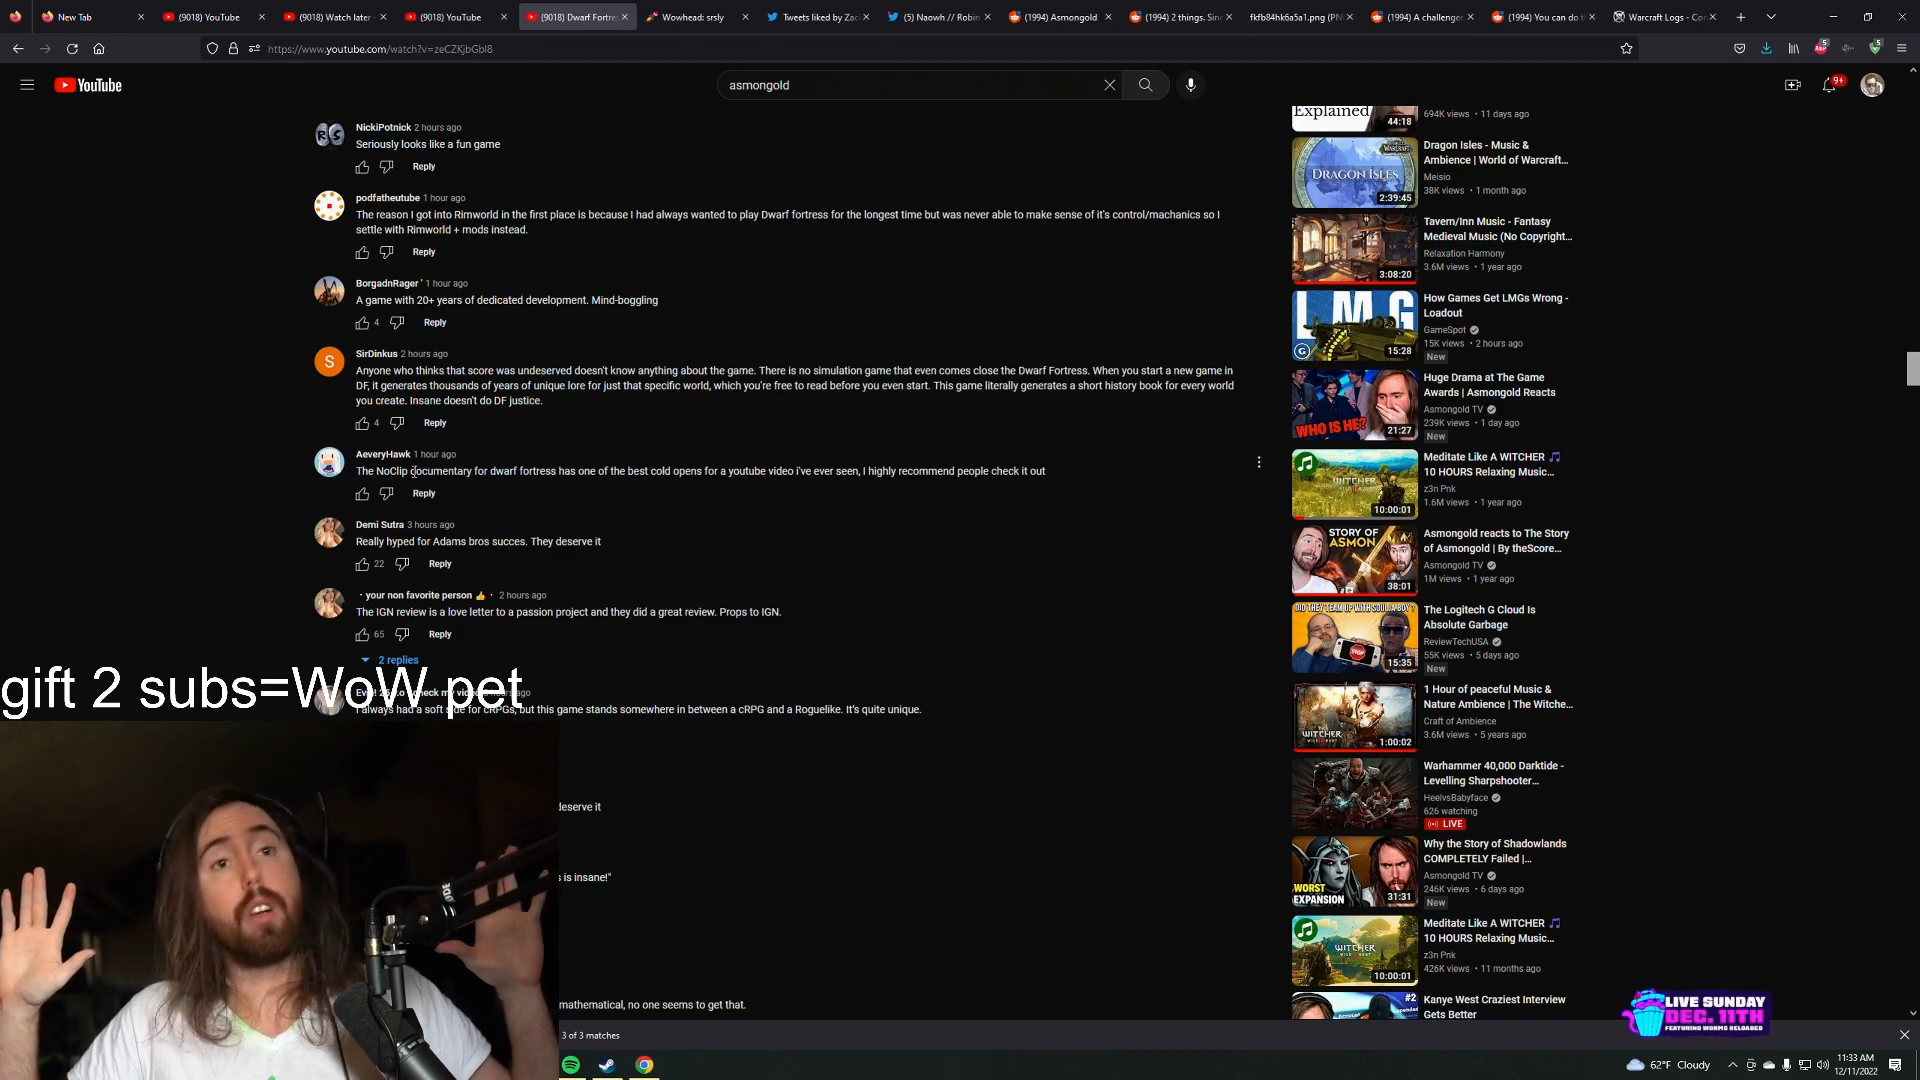 New Tab
(9018) YouTube
(9018) Watch later -
(9018) YouTube
(9018) Dwarf Fortre
Wowhead: srsly
Tweets liked by Za
(5) Naowh // Robin
(1994) Asmongold
(1994) 2 things. Sin
fkfb84hk6a5a1.png (PN
(1994) A challenger
(1994) You can do t
Warcraft Logs - Co
https://www.youtube.com/watch?v=zeCZKjbGbI8
YouTube
asmongold
9+
NickiPotnick 2 hours ago
Seriously looks like a fun game
Reply
podfatheutube 1 hour ago
The reason I got into Rimworld in the first place is because I had always wanted to play Dwarf fortress for the longest time but was never able to make sense of it's control/machanics so I
settle with Rimworld + mods instead.
Reply
BorgadnRager ' 1 hour ago
A game with 20+ years of dedicated development. Mind-boggling
4 Reply
SirDinkus 2 hours ago
Anyone who thinks that score was undeserved doesn't know anything about the game. There is no simulation game that even comes close the Dwarf Fortress. When you start a new game in
DF, it generates thousands of years of unique lore for just that specific world, which you're free to read before you even start. This game literally generates a short history book for every world
you create. Insane doesn't do DF justice.
4 Reply
AeveryHawk 1 hour ago
The NoClip documentary for dwarf fortress has one of the best cold opens for a youtube video i've ever seen, I highly recommend people check it out
Reply
Demi Sutra 3 hours ago
Really hyped for Adams bros succes. They deserve it
22 Reply
· your non favorite person 👍 · 2 hours ago
The IGN review is a love letter to a passion project and they did a great review. Props to IGN.
65 Reply
2 replies
gift 2 subs=WoW pet
I always had a soft side for cRPGs, but this game stands somewhere in between a cRPG and a Roguelike. It's quite unique.
deserve it
is insane!"
mathematical, no one seems to get that.
3 of 3 matches
Explained
44:18
694K views • 11 days ago
DRAGON ISLES
2:39:45
Dragon Isles - Music &
Ambience | World of Warcraft...
Meisio
38K views • 1 month ago
3:08:20
Tavern/Inn Music - Fantasy
Medieval Music (No Copyright...
Relaxation Harmony
3.6M views • 1 year ago
LMG
15:28
How Games Get LMGs Wrong -
Loadout
GameSpot
15K views • 2 hours ago
New
WHO IS HE?
21:27
Huge Drama at The Game
Awards | Asmongold Reacts
Asmongold TV
239K views • 1 day ago
New
WITCHER
10:00:01
Meditate Like A WITCHER 🎵
10 HOURS Relaxing Music...
z3n Pnk
1.6M views • 1 year ago
STORY OF
ASMON
38:01
Asmongold reacts to The Story
of Asmongold | By theScore...
Asmongold TV
1M views • 1 year ago
DID THEY TEAM UP WITH SOULJA BOY?
15:35
The Logitech G Cloud Is
Absolute Garbage
ReviewTechUSA
55K views • 5 days ago
New
WITCHER
1:00:02
1 Hour of peaceful Music &
Nature Ambience | The Witche...
Craft of Ambience
3.6M views • 5 years ago
Warhammer 40,000 Darktide -
Levelling Sharpshooter...
HeelvsBabyface
626 watching
LIVE
WORST
EXPANSION
31:31
Why the Story of Shadowlands
COMPLETELY Failed |...
Asmongold TV
246K views • 6 days ago
New
WITCHER
10:00:01
Meditate Like A WITCHER 🎵
10 HOURS Relaxing Music...
z3n Pnk
426K views • 11 months ago
#2
Kanye West Craziest Interview
Gets Better
LIVE SUNDAY
DEC. 11TH
FEATURING WORMS RELOADED
62°F Cloudy
11:33 AM
12/11/2022